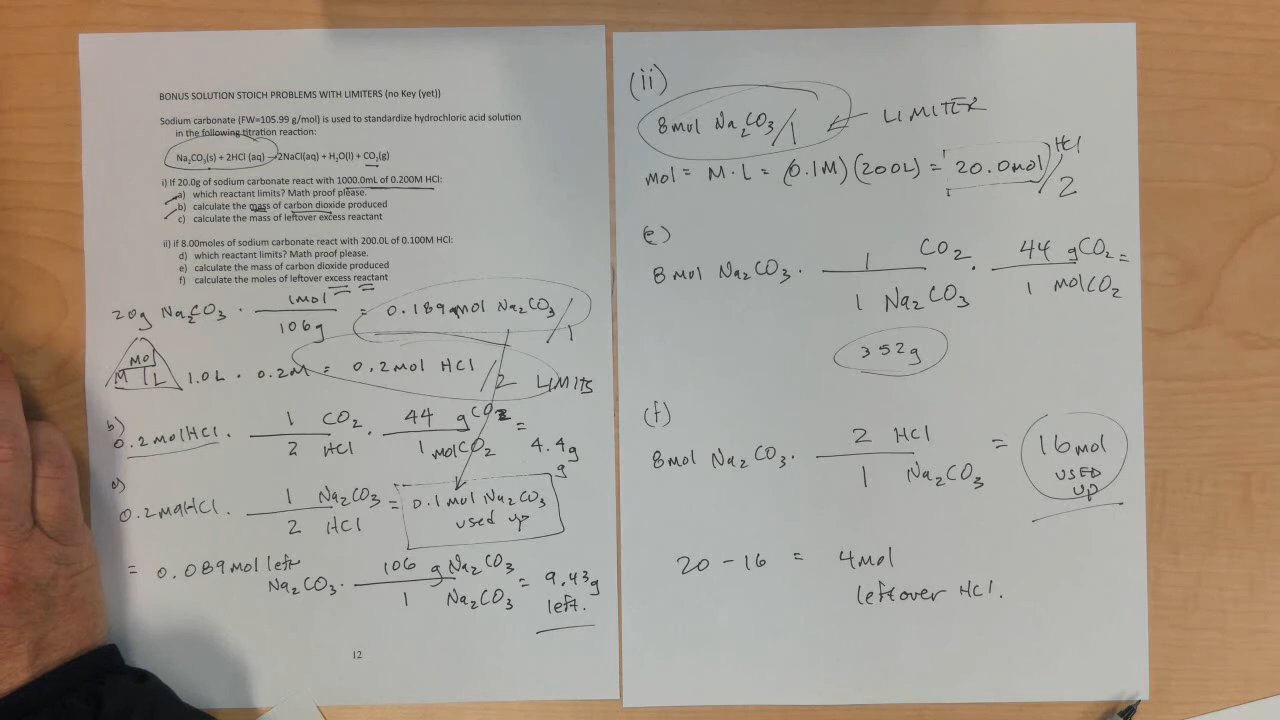 BONUS SOLUTION STOICH PROBLEMS WITH LIMITERS (no Key (yet))
Sodium carbonate (FW=105.99 g/mol) is used to standardize hydrochloric acid solution
in the following titration reaction:
Na₂CO₃(s) + 2HCl (aq) →2NaCl(aq) + H₂O(l) + CO₂(g)
i) If 20.0g of sodium carbonate react with 1000.0mL of 0.200M HCl:
a) which reactant limits? Math proof please.
b) calculate the mass of carbon dioxide produced
c) calculate the mass of leftover excess reactant
ii) if 8.00moles of sodium carbonate react with 200.0L of 0.100M HCl:
d) which reactant limits? Math proof please.
e) calculate the mass of carbon dioxide produced
f) calculate the moles of leftover excess reactant
20g Na₂CO₃ · 1mol / 106g = 0.189 mol Na₂CO₃ / 1
mol
M L 1.0L · 0.2M = 0.2mol HCl / 2 LIMITS
b)
0.2molHCl · 1 CO₂ / 2 HCl · 44 gCO₂ / 1 molCO₂ = 4.4g
g
0.2molHCl · 1 Na₂CO₃ / 2 HCl = 0.1mol Na₂CO₃
used up
= 0.089mol left
Na₂CO₃ · 106 g Na₂CO₃ / 1 Na₂CO₃ = 9.43g
left.
12
(ii)
8mol Na₂CO₃ / 1 ← LIMITER
mol = M · L = (0.1M)(200L) = 20.0mol HCl / 2
(e)
8mol Na₂CO₃ · 1 CO₂ / 1 Na₂CO₃ · 44 gCO₂ / 1 molCO₂ =
352g
(f)
8mol Na₂CO₃ · 2 HCl / 1 Na₂CO₃ = 16mol
USED
UP
20 - 16 = 4mol
leftover HCl.